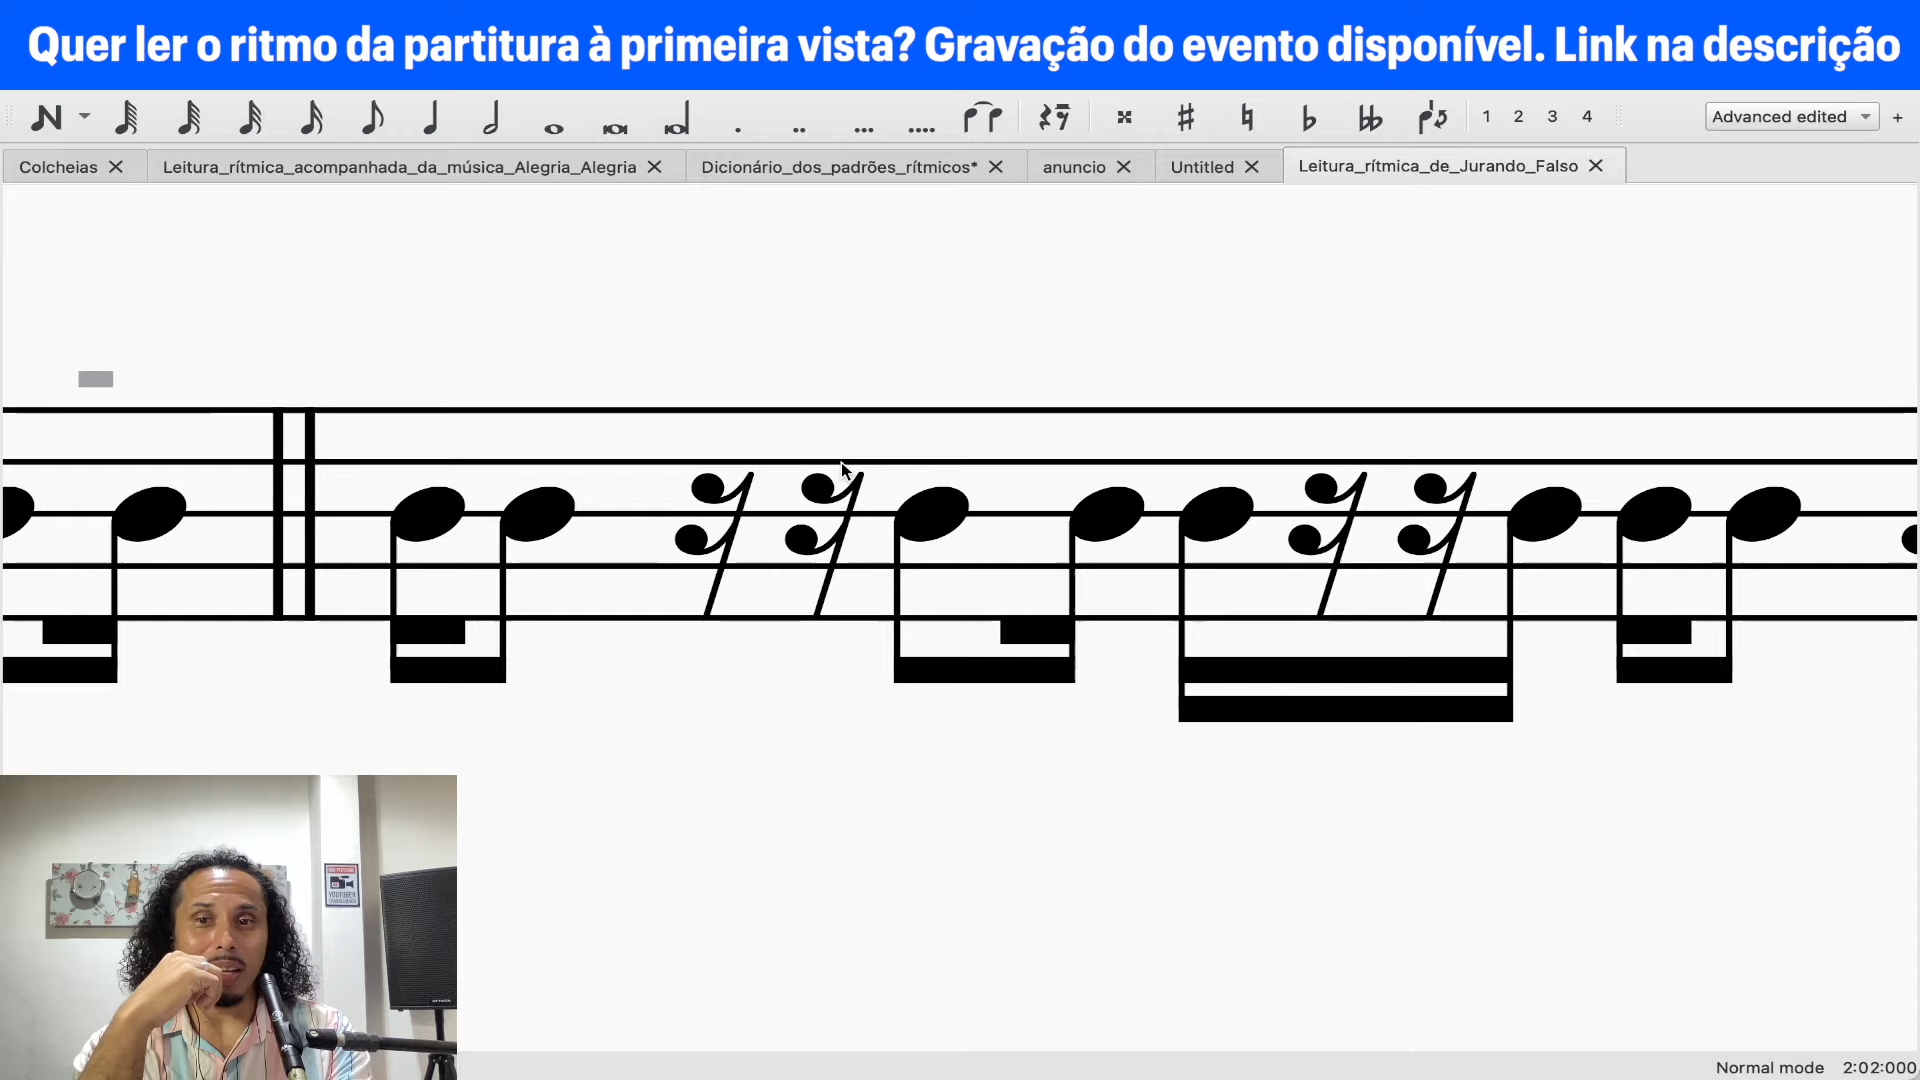 Quer ler o ritmo da partitura à primeira vista? Gravação do evento disponível. Link na descrição
1 2 3 4 Advanced edited +
Colcheias Leitura_rítmica_acompanhada_da_música_Alegria_Alegria Dicionário_dos_padrões_rítmicos* anuncio Untitled Leitura_rítmica_de_Jurando_Falso
YOUTUBER
Normal mode 2:02:000